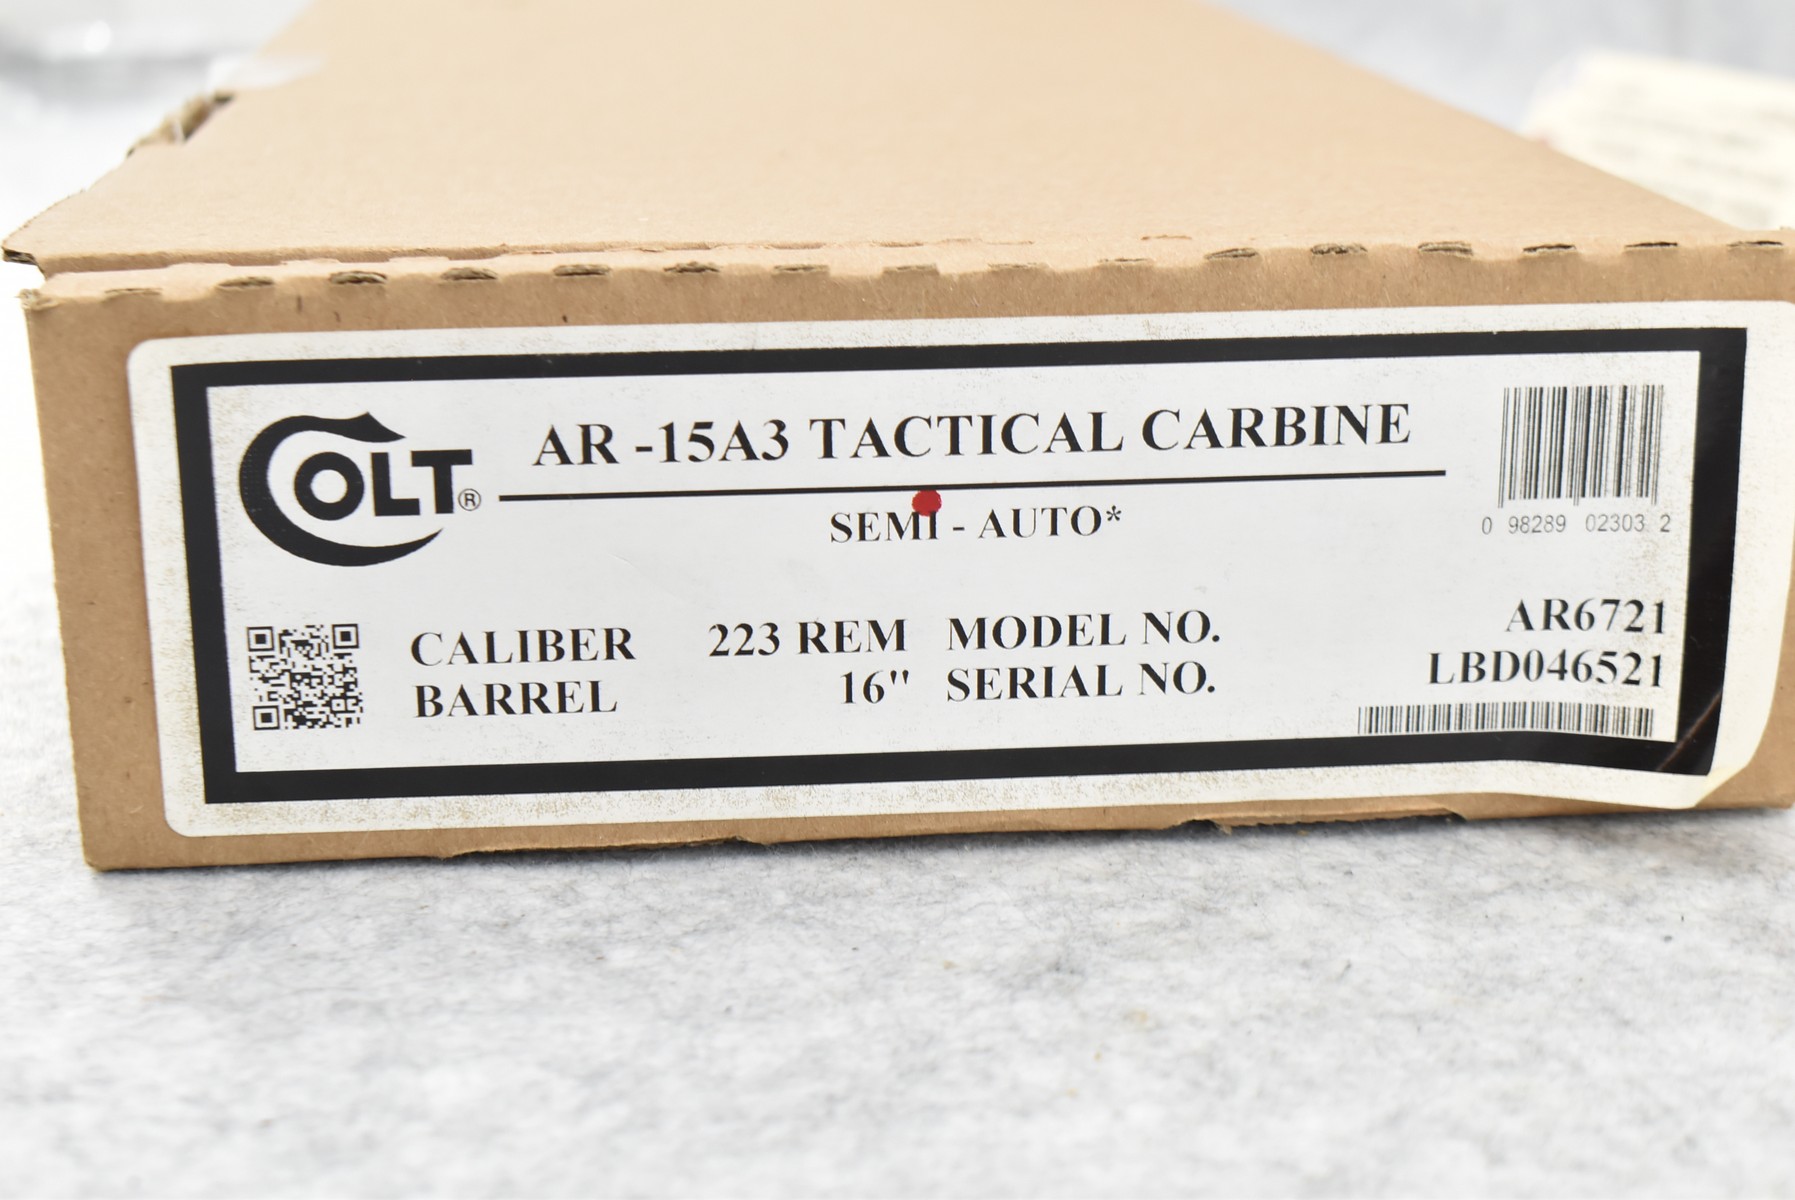 COLT®
AR -15A3 TACTICAL CARBINE
SEMI - AUTO*
0 98289 02303 2
CALIBER 223 REM MODEL NO. AR6721
BARREL 16" SERIAL NO. LBD046521